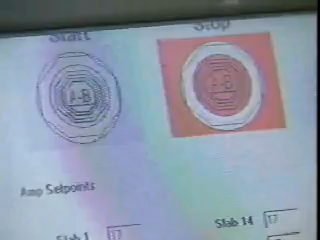 Start Stop
A-B A-B
Amp Setpoints
Slab 1 17 Slab 14 17